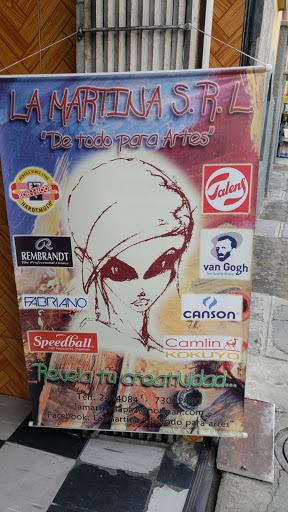 LA MARTINA S.R.L
"De todo para Artes"
KOH-I-NOOR
HARDTMUTH
Talens
REMBRANDT
van Gogh
FABRIANO
CANSON
Speedball
Camlin
KOKUYO
Revela tu creatividad...
Telf.
Facebook: La martina todo para artes"